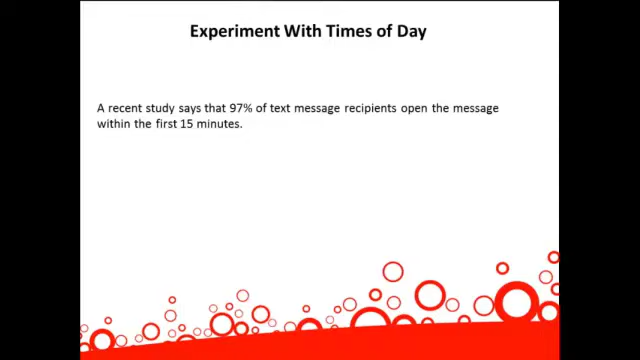 Experiment With Times of Day
A recent study says that 97% of text message recipients open the message
within the first 15 minutes.